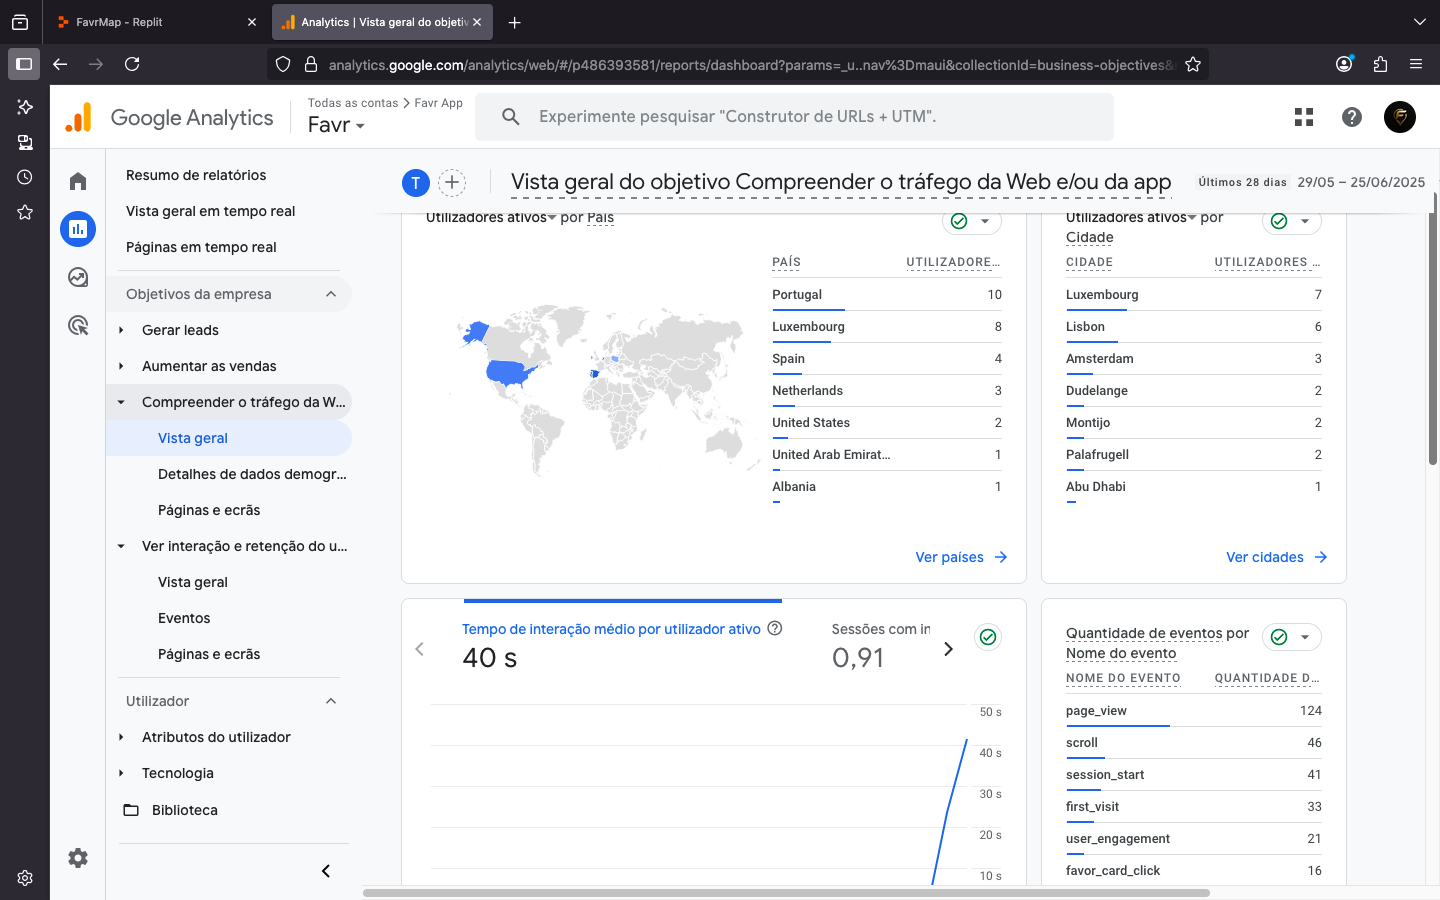 FavrMap - Replit
Analytics | Vista geral do objetiv
analytics.google.com/analytics/web/#/p486393581/reports/dashboard?params=_u..nav%3Dmaui&collectionId=business-objectives&
Google Analytics
Todas as contas > Favr App
Favr
Experimente pesquisar "Construtor de URLs + UTM".
Resumo de relatórios
Vista geral em tempo real
Páginas em tempo real
Objetivos da empresa
Gerar leads
Aumentar as vendas
Compreender o tráfego da W...
Vista geral
Detalhes de dados demogr...
Páginas e ecrãs
Ver interação e retenção do u...
Vista geral
Eventos
Páginas e ecrãs
Utilizador
Atributos do utilizador
Tecnologia
Biblioteca
T
Vista geral do objetivo Compreender o tráfego da Web e/ou da app
Últimos 28 dias 29/05 – 25/06/2025
Utilizadores ativos por País
PAÍS UTILIZADORE...
Portugal 10
Luxembourg 8
Spain 4
Netherlands 3
United States 2
United Arab Emirat... 1
Albania 1
Ver países
Utilizadores ativos por
Cidade
CIDADE UTILIZADORES ...
Luxembourg 7
Lisbon 6
Amsterdam 3
Dudelange 2
Montijo 2
Palafrugell 2
Abu Dhabi 1
Ver cidades
Tempo de interação médio por utilizador ativo
40 s
Sessões com in
0,91
50 s
40 s
30 s
20 s
10 s
Quantidade de eventos por
Nome do evento
NOME DO EVENTO QUANTIDADE D...
page_view 124
scroll 46
session_start 41
first_visit 33
user_engagement 21
favor_card_click 16